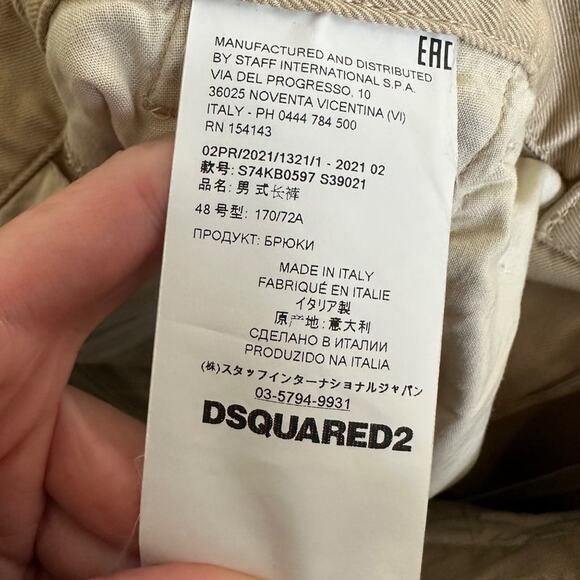 EAC
MANUFACTURED AND DISTRIBUTED
BY STAFF INTERNATIONAL S.P.A.
VIA DEL PROGRESSO, 10
36025 NOVENTA VICENTINA (VI)
ITALY - PH 0444 784 500
RN 154143
02PR/2021/1321/1 - 2021 02
款号: S74KB0597 S39021
品名: 男 式长裤
48 号型: 170/72A
ПРОДУКТ: БРЮКИ
MADE IN ITALY
FABRIQUÉ EN ITALIE
イタリア製
原产地: 意大利
СДЕЛАНО В ИТАЛИИ
PRODUZIDO NA ITALIA
(株)スタッフインターナショナルジャパン
03-5794-9931
DSQUARED2